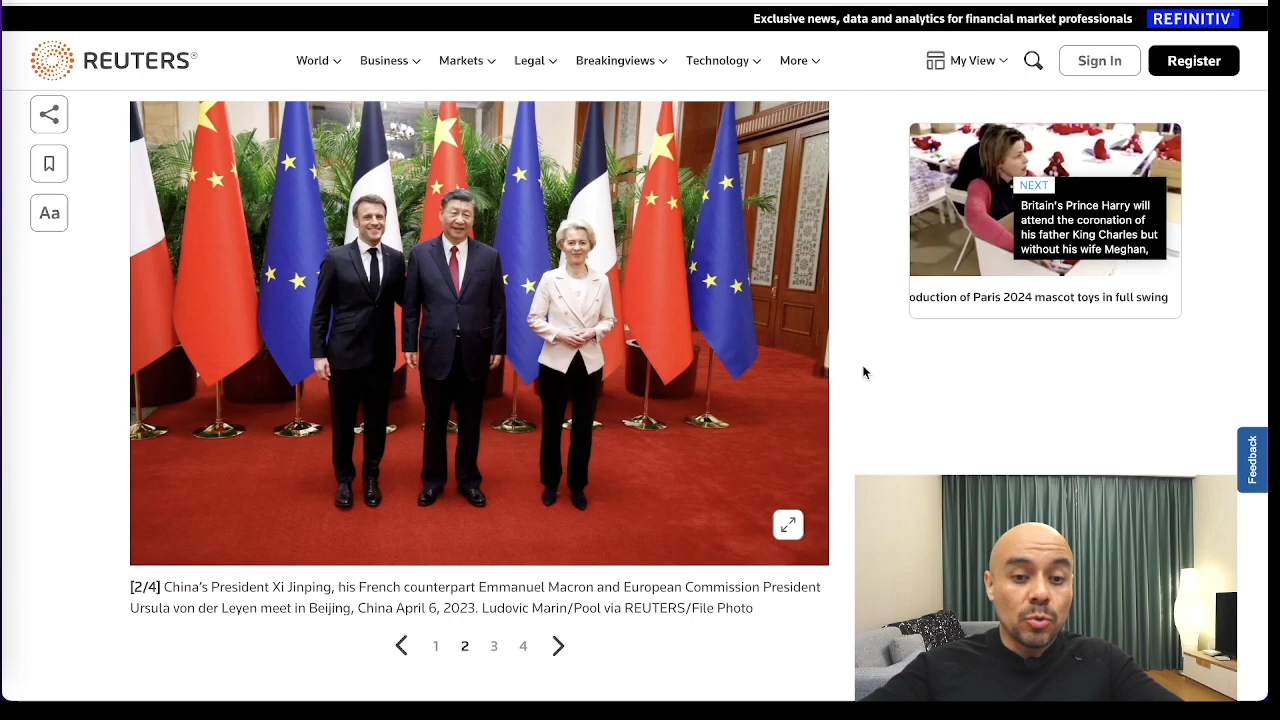 Exclusive news, data and analytics for financial market professionals REFINITIV
REUTERS®
World Business Markets Legal Breakingviews Technology More
My View
Sign In
Register
Aa
NEXT
Britain's Prince Harry will
attend the coronation of
his father King Charles but
without his wife Meghan,
oduction of Paris 2024 mascot toys in full swing
Feedback
[2/4] China's President Xi Jinping, his French counterpart Emmanuel Macron and European Commission President
Ursula von der Leyen meet in Beijing, China April 6, 2023. Ludovic Marin/Pool via REUTERS/File Photo
1 2 3 4